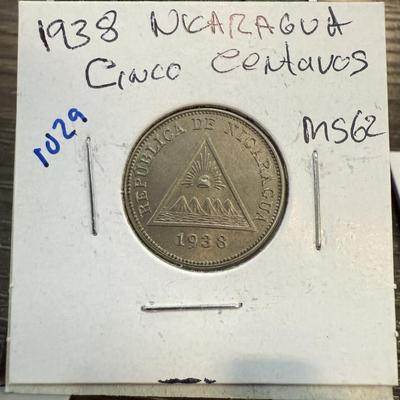 1938 NICARAGUA
CINCO CENTAVOS
1029
MS62
REPUBLICA DE NICARAGUA
1938